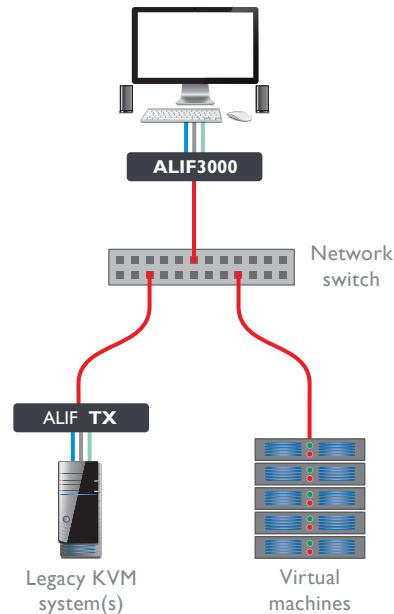 ALIF3000
Network
switch
ALIF TX
Legacy KVM
system(s)
Virtual
machines